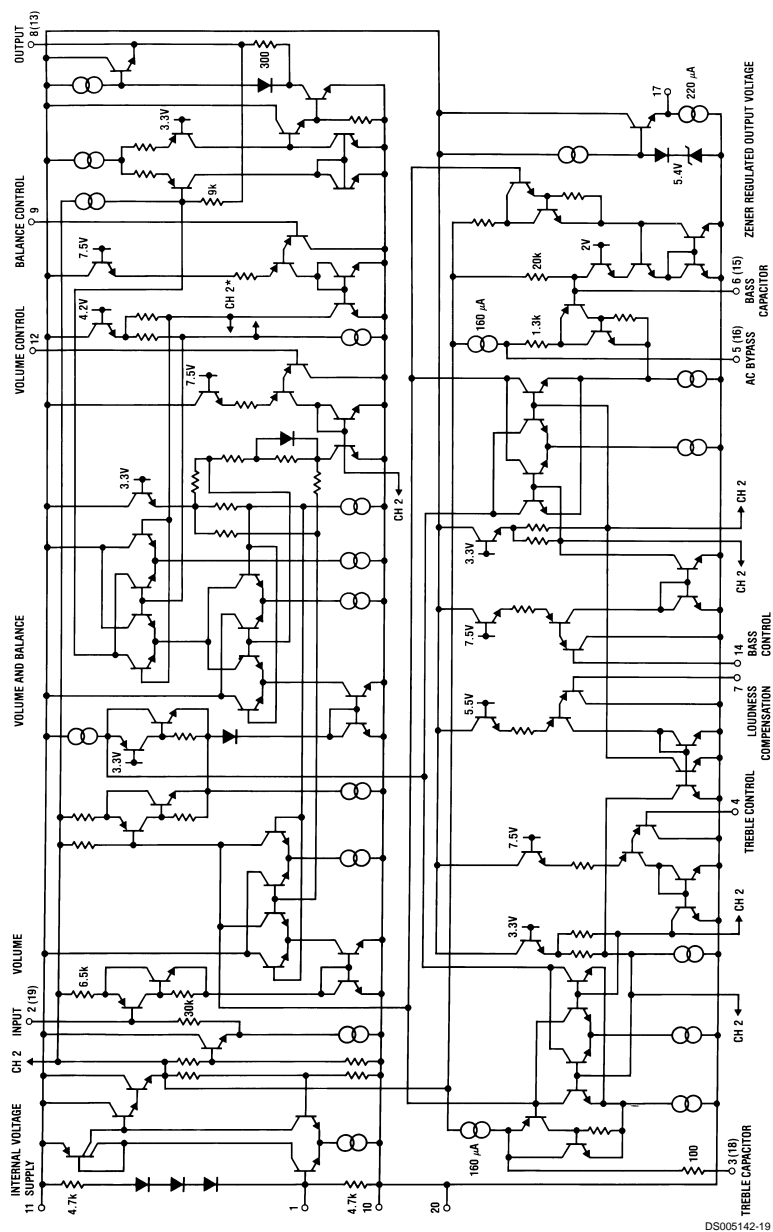 INTERNAL VOLTAGE
SUPPLY
11
4.7k
1
4.7k
10
CH 2
INPUT
2 (19)
30k
6.5k
VOLUME
3.3V
VOLUME AND BALANCE
3.3V
CH 2
7.5V
VOLUME CONTROL
12
4.2V
CH 2*
7.5V
BALANCE CONTROL
9
9k
3.3V
300
OUTPUT
8 (13)
20
160 μA
100
3 (18)
TREBLE CAPACITOR
CH 2
3.3V
CH 2
7.5V
TREBLE CONTROL
4
5.5V
LOUDNESS
COMPENSATION
7
7.5V
14
BASS
CONTROL
3.3V
CH 2
CH 2
160 μA
1.3k
5 (16)
AC BYPASS
20k
2V
6 (15)
BASS
CAPACITOR
5.4V
17
220 μA
ZENER REGULATED OUTPUT VOLTAGE
DS005142-19